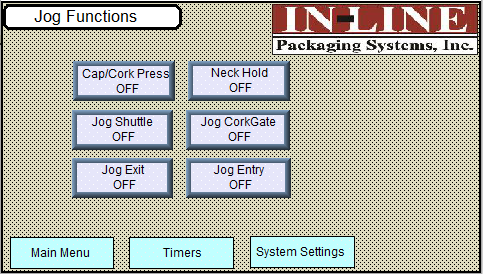 Jog Functions
IN-LINE
Packaging Systems, Inc.
Cap/Cork Press
OFF
Neck Hold
OFF
Jog Shuttle
OFF
Jog CorkGate
OFF
Jog Exit
OFF
Jog Entry
OFF
Main Menu
Timers
System Settings